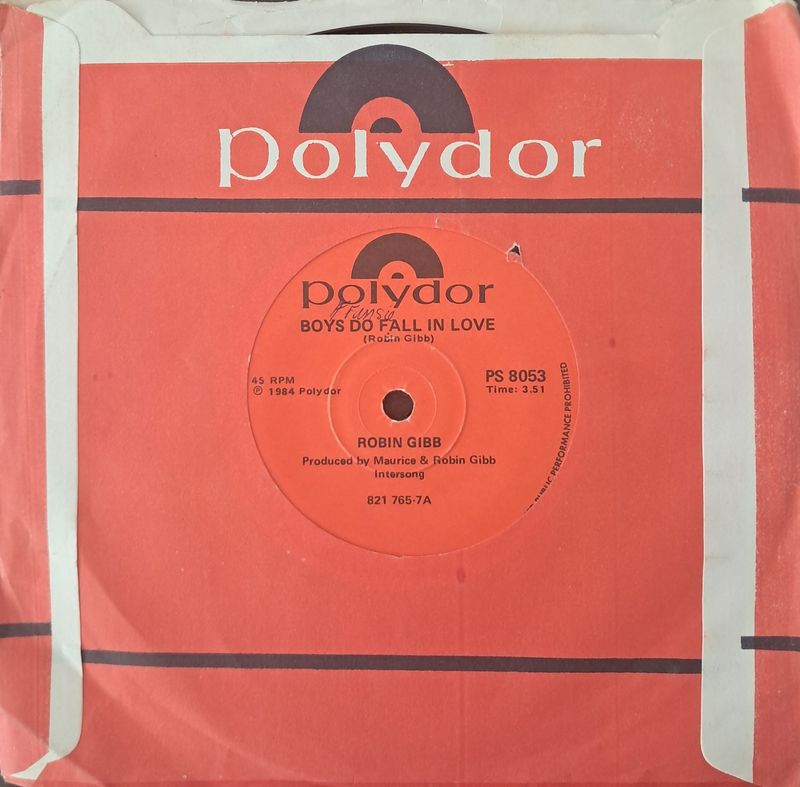 polydor
polydor
BOYS DO FALL IN LOVE
(Robin Gibb)
45 RPM
℗ 1984 Polydor
PS 8053
Time: 3.51
ROBIN GIBB
Produced by Maurice & Robin Gibb
Intersong
821 765-7A
PUBLIC PERFORMANCE PROHIBITED